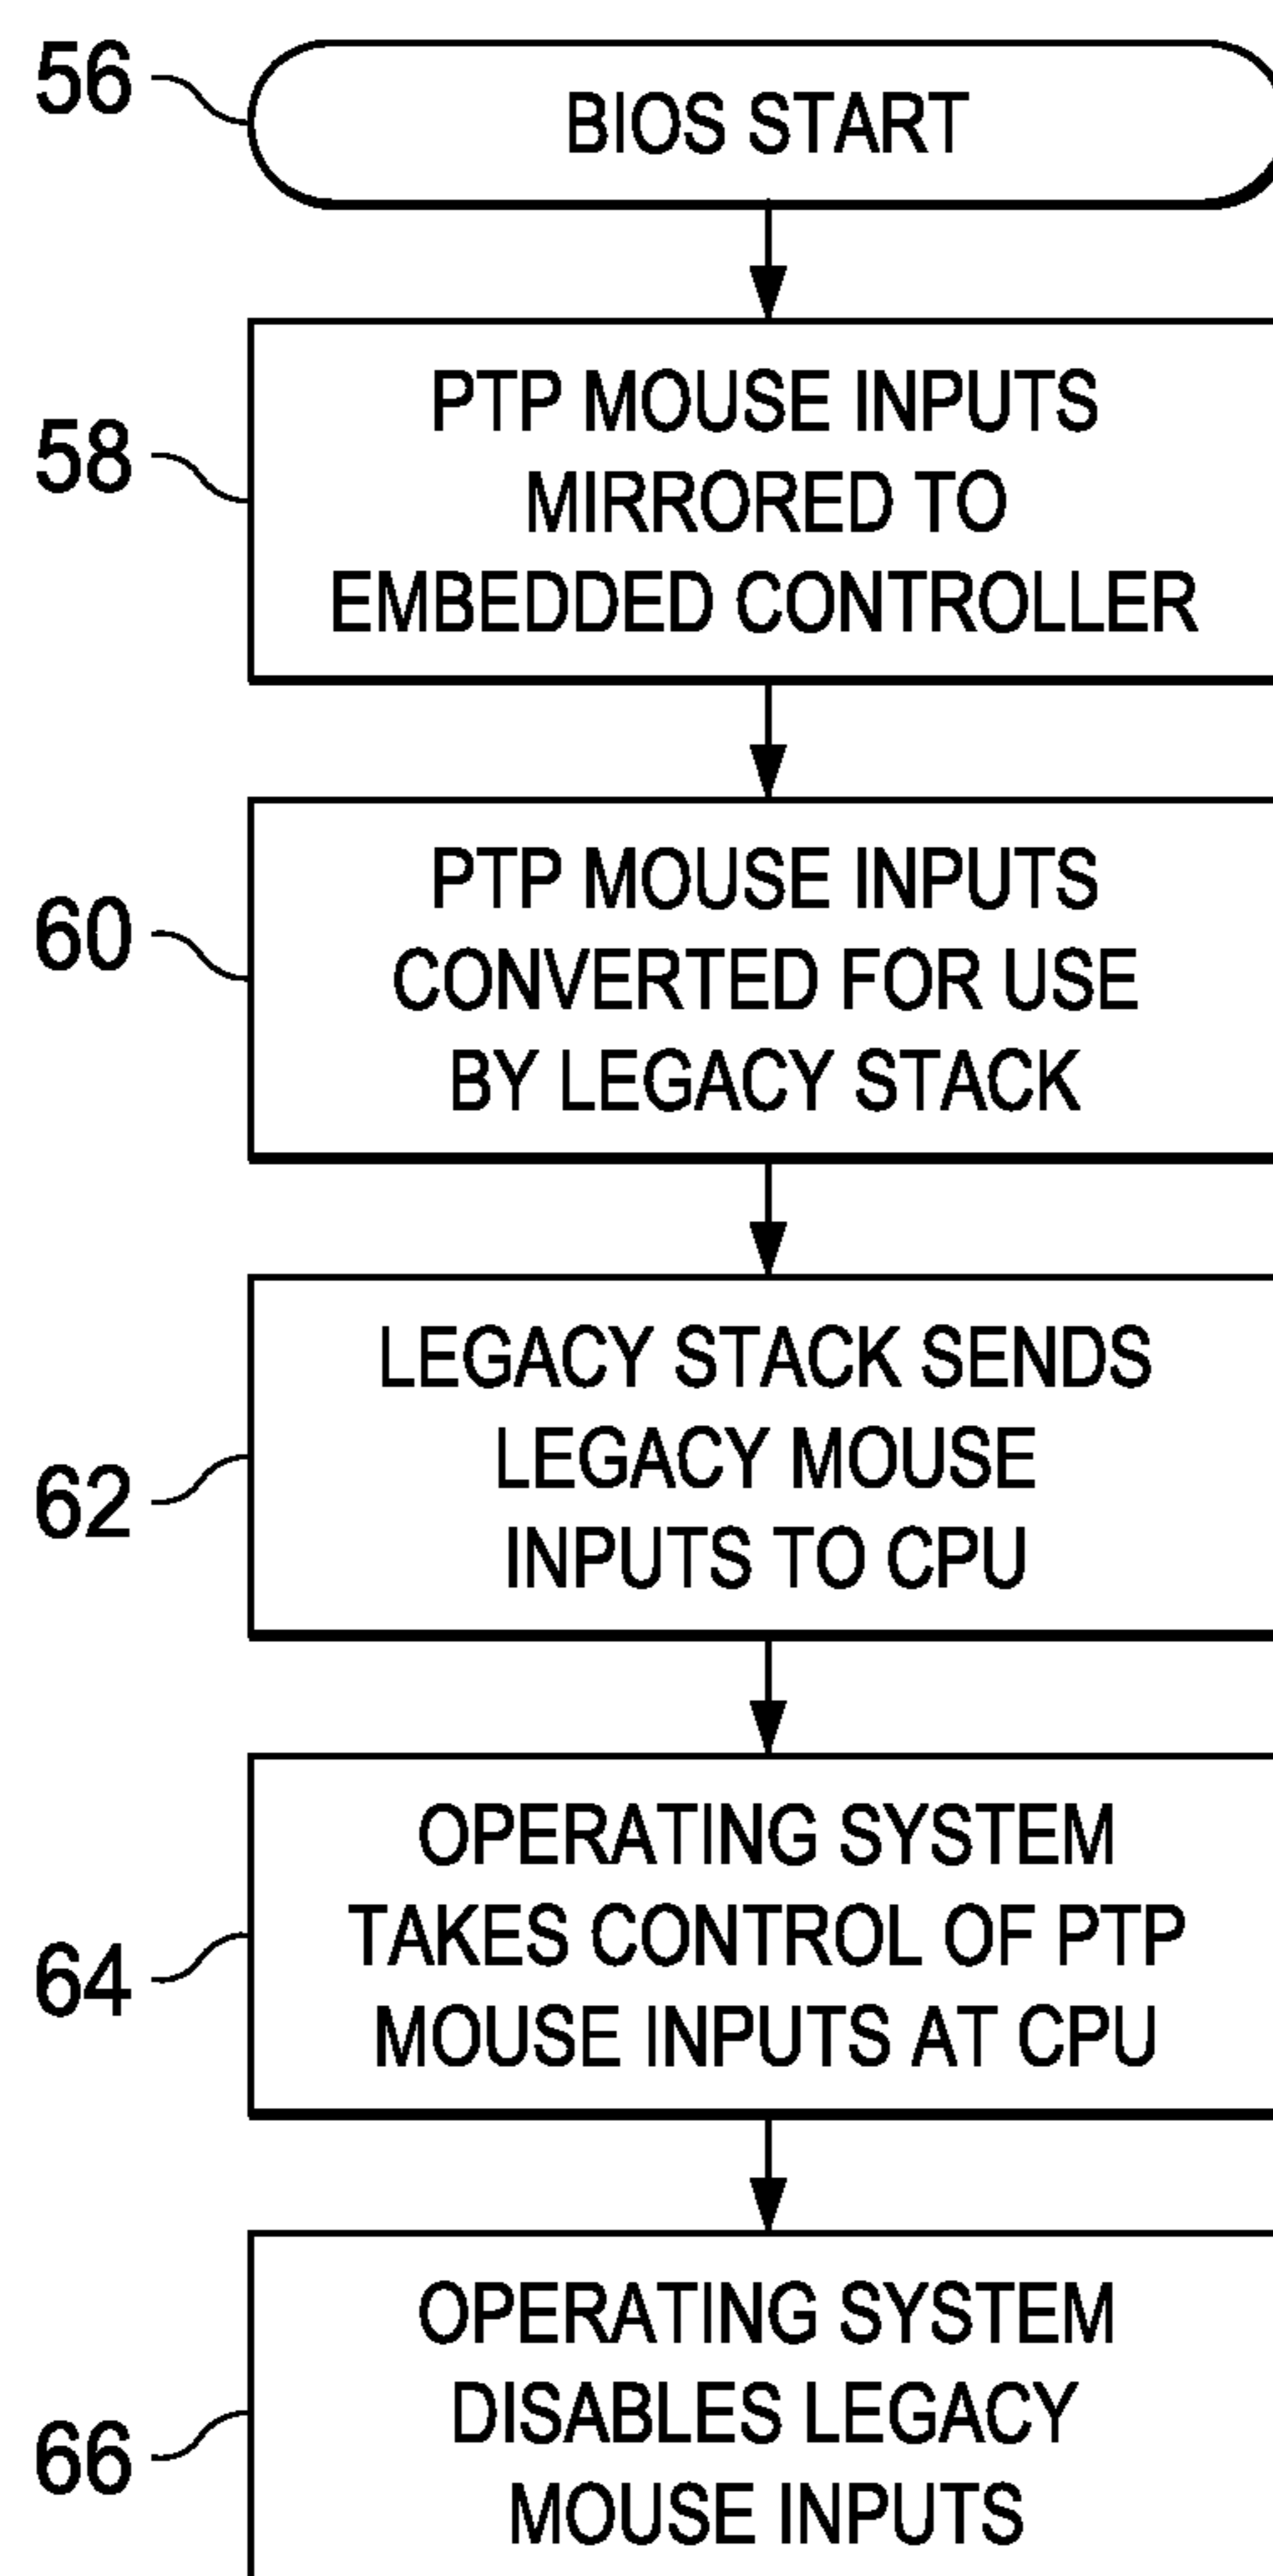 56
BIOS START
58
PTP MOUSE INPUTS
MIRRORED TO
EMBEDDED CONTROLLER
60
PTP MOUSE INPUTS
CONVERTED FOR USE
BY LEGACY STACK
62
LEGACY STACK SENDS
LEGACY MOUSE
INPUTS TO CPU
64
OPERATING SYSTEM
TAKES CONTROL OF PTP
MOUSE INPUTS AT CPU
66
OPERATING SYSTEM
DISABLES LEGACY
MOUSE INPUTS